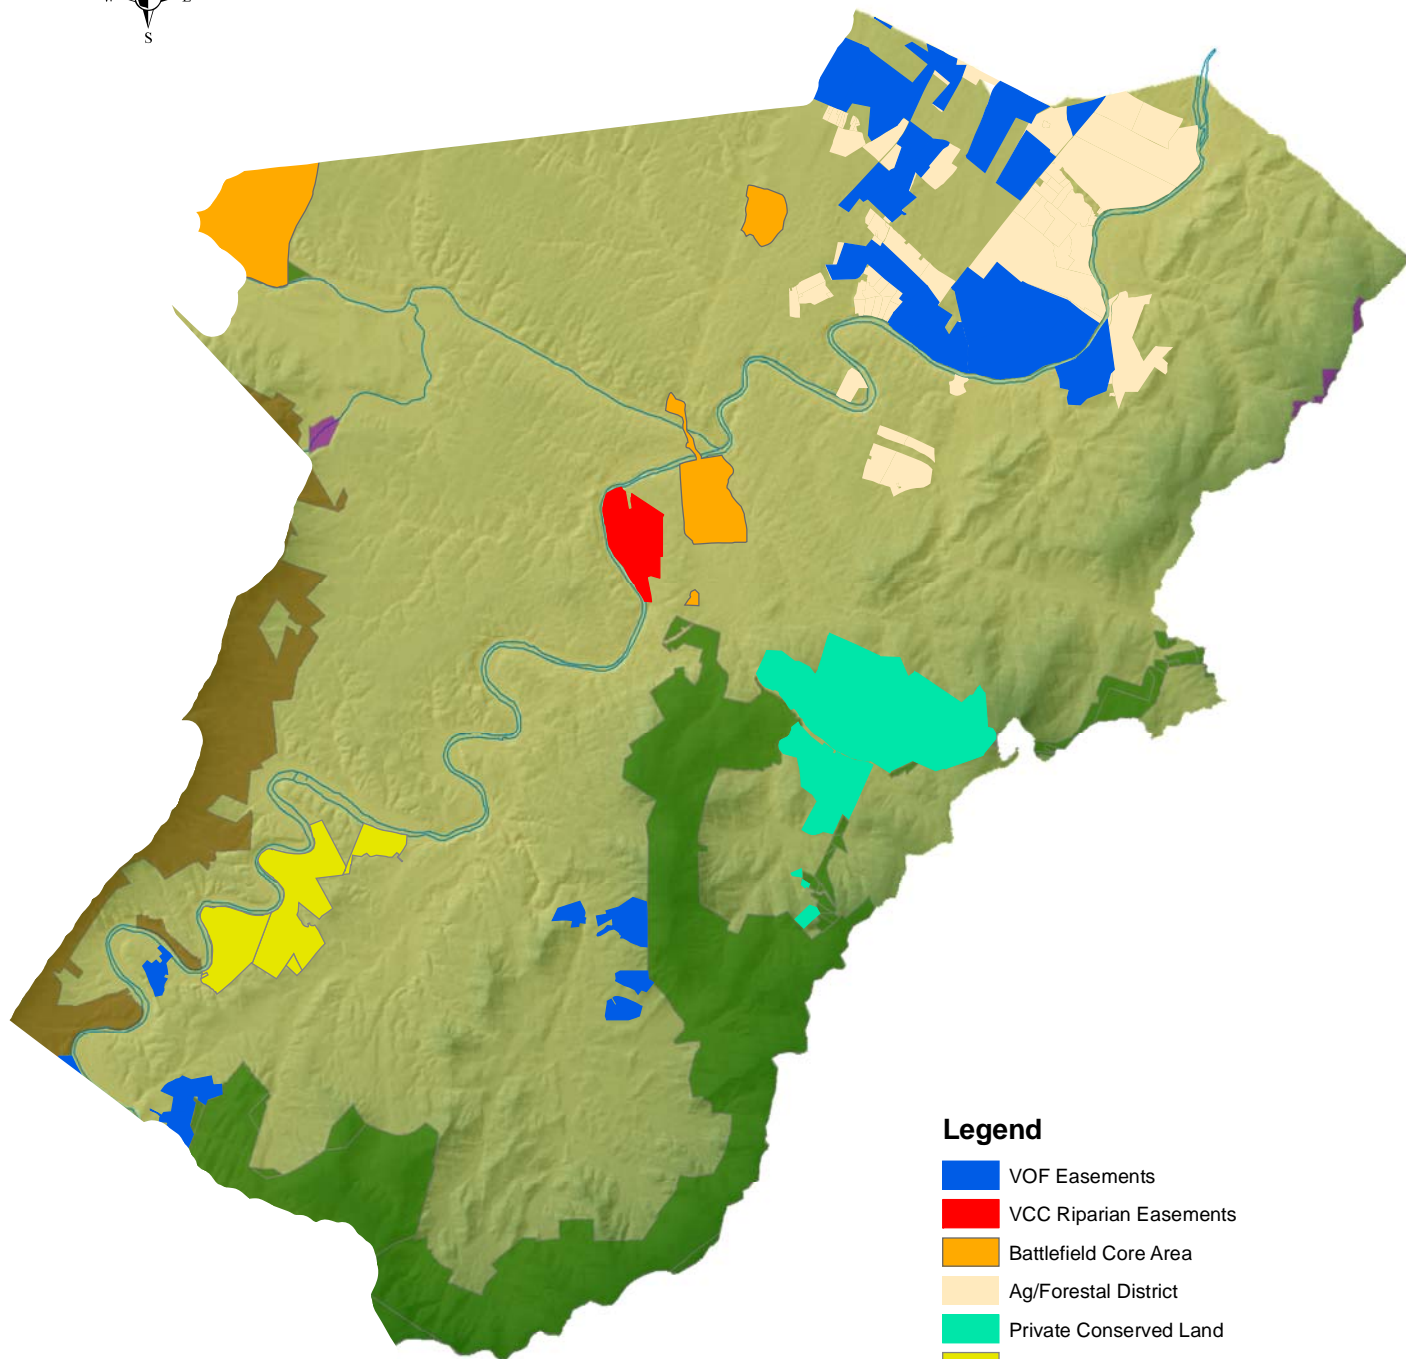 S
Legend
VOF Easements
VCC Riparian Easements
Battlefield Core Area
Ag/Forestal District
Private Conserved Land